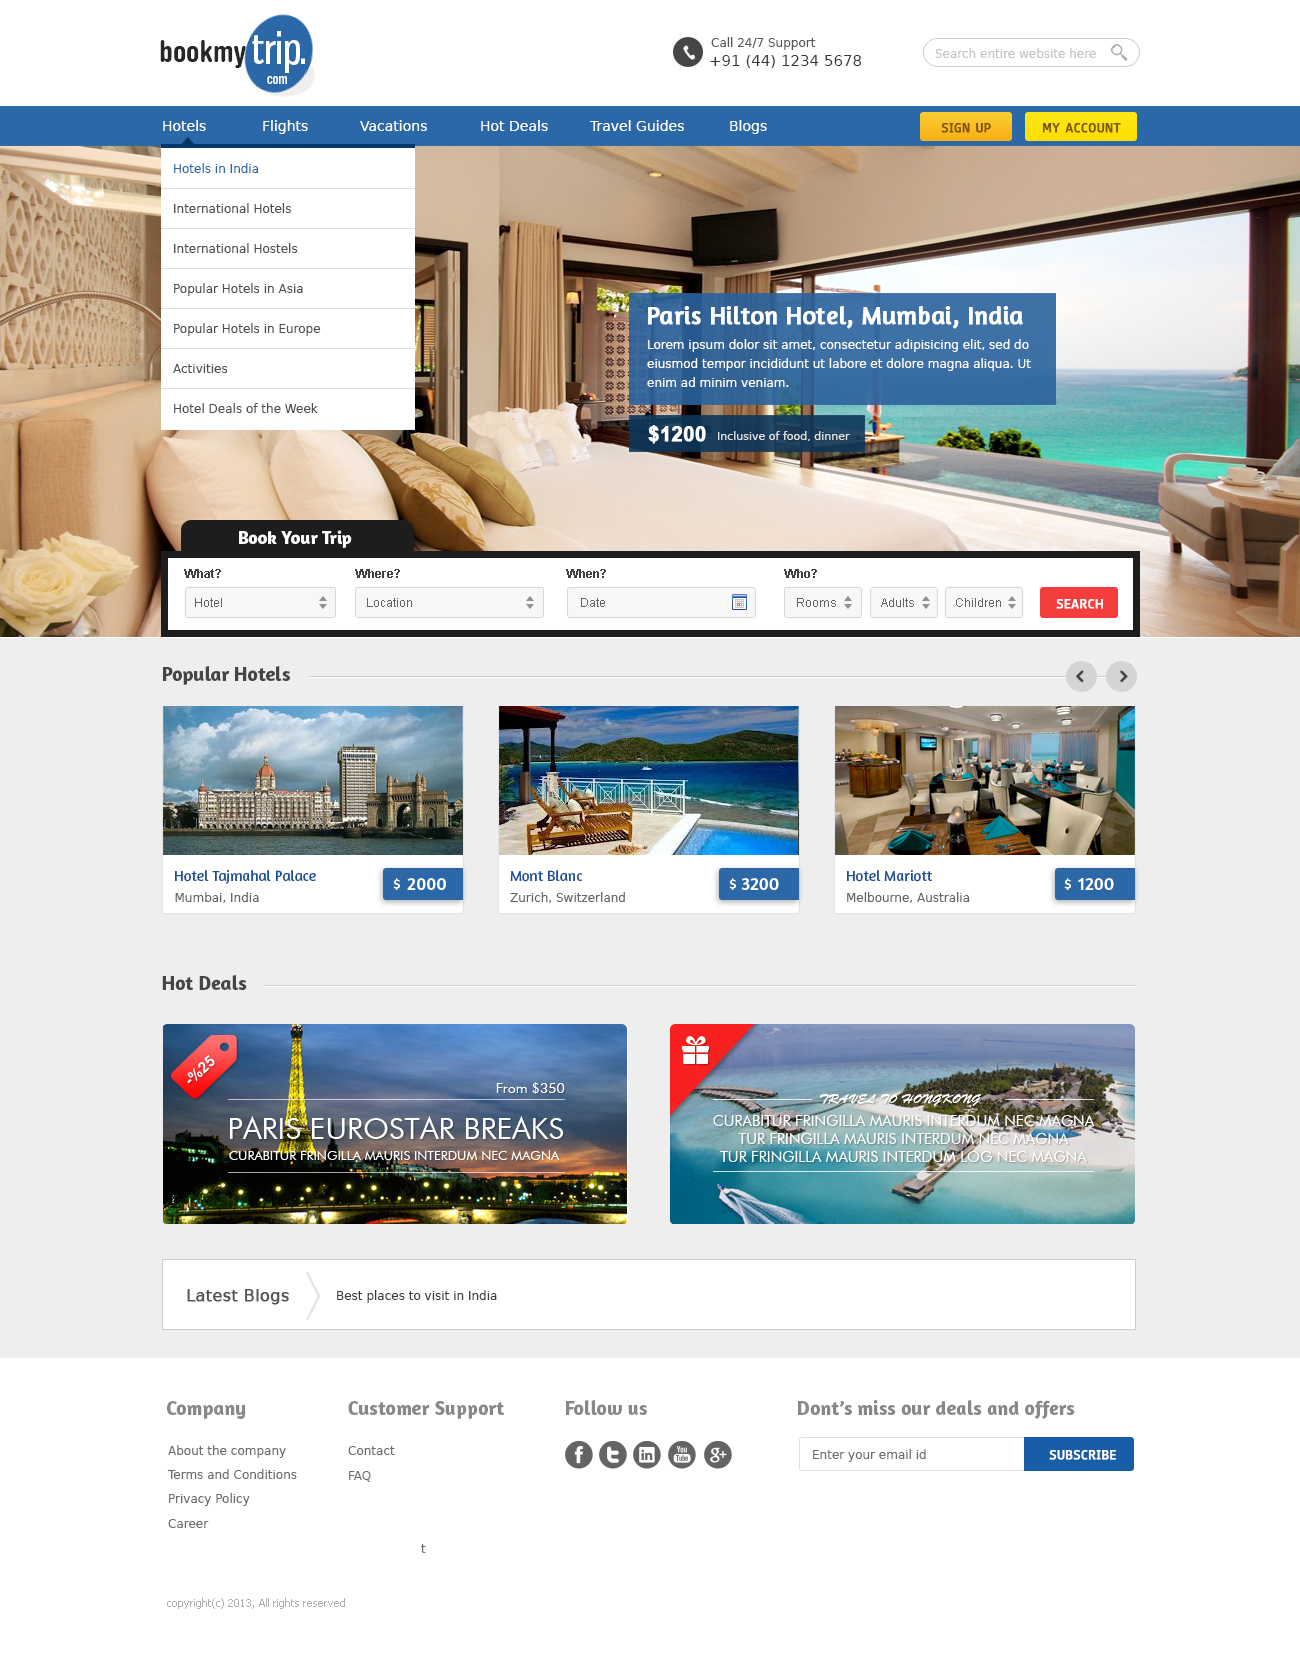 bookmytrip.com
Call 24/7 Support
+91 (44) 1234 5678
Search entire website here
Hotels
Flights
Vacations
Hot Deals
Travel Guides
Blogs
SIGN UP
MY ACCOUNT
Hotels in India
International Hotels
International Hostels
Popular Hotels in Asia
Popular Hotels in Europe
Activities
Hotel Deals of the Week
Paris Hilton Hotel, Mumbai, India
Lorem ipsum dolor sit amet, consectetur adipisicing elit, sed do
eiusmod tempor incididunt ut labore et dolore magna aliqua. Ut
enim ad minim veniam.
$1200 Inclusive of food, dinner
Book Your Trip
What?
Where?
When?
Who?
Hotel
Location
Date
Rooms
Adults
Children
SEARCH
Popular Hotels
Hotel Tajmahal Palace
Mumbai, India
$ 2000
Mont Blanc
Zurich, Switzerland
$ 3200
Hotel Mariott
Melbourne, Australia
$ 1200
Hot Deals
-%25
From $350
PARIS EUROSTAR BREAKS
CURABITUR FRINGILLA MAURIS INTERDUM NEC MAGNA
TRAVEL TO HONGKONG
CURABITUR FRINGILLA MAURIS INTERDUM NEC MAGNA
TUR FRINGILLA MAURIS INTERDUM NEC MAGNA
TUR FRINGILLA MAURIS INTERDUM LOG NEC MAGNA
Latest Blogs
Best places to visit in India
Company
About the company
Terms and Conditions
Privacy Policy
Career
Customer Support
Contact
FAQ
t
Follow us
f
t
in
You
Tube
g+
Dont's miss our deals and offers
Enter your email id
SUBSCRIBE
copyright(c) 2013, All rights reserved